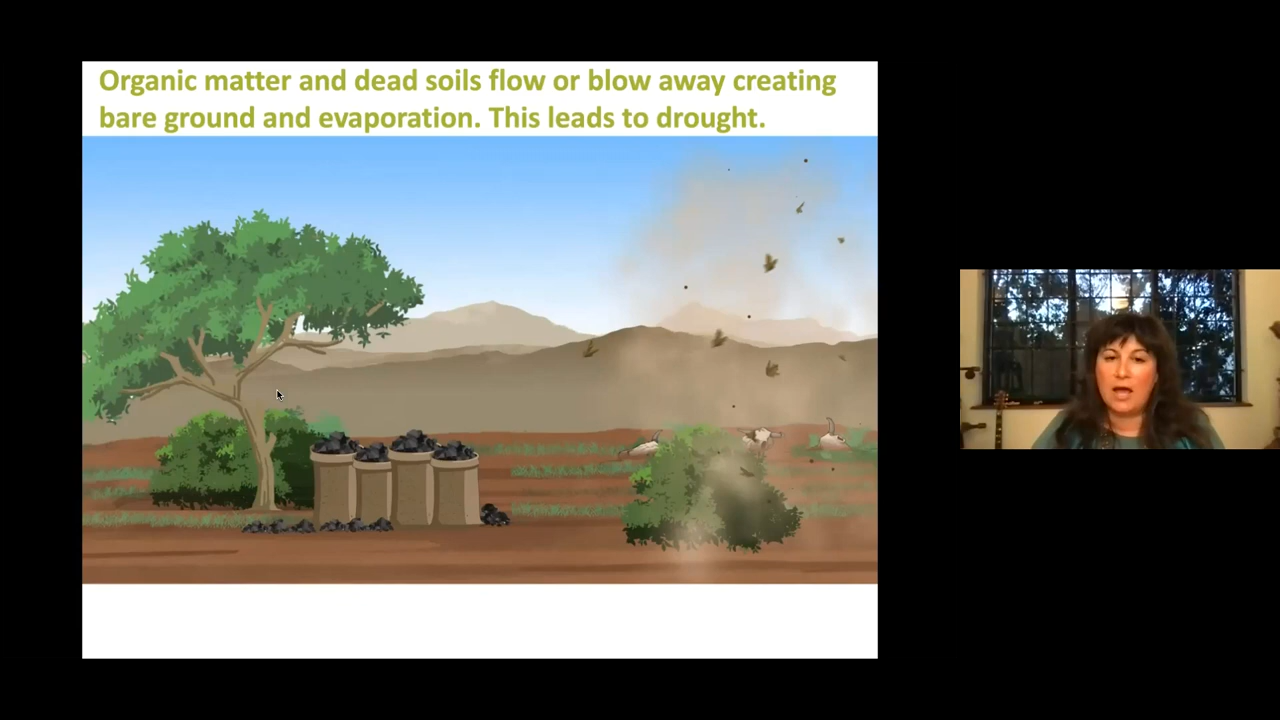 Organic matter and dead soils flow or blow away creating
bare ground and evaporation. This leads to drought.